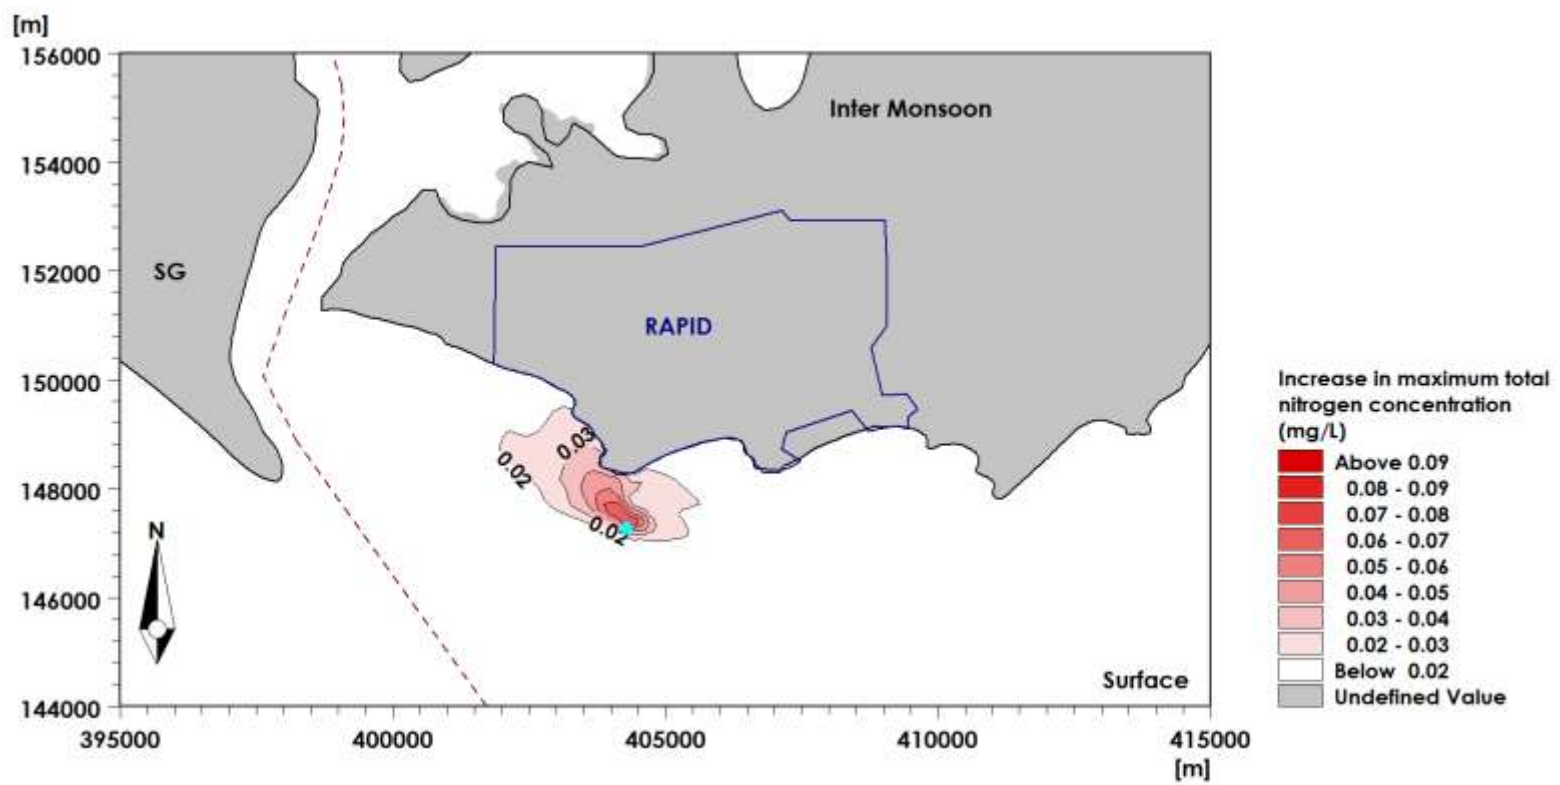 [m]
156000
154000
152000
150000
148000
146000
144000
395000
400000
405000
410000
415000
[m]
Inter Monsoon
SG
RAPID
0.03
0.02
0.02
N
Surface
Increase in maximum total
nitrogen concentration
(mg/L)
Above 0.09
0.08 - 0.09
0.07 - 0.08
0.06 - 0.07
0.05 - 0.06
0.04 - 0.05
0.03 - 0.04
0.02 - 0.03
Below 0.02
Undefined Value